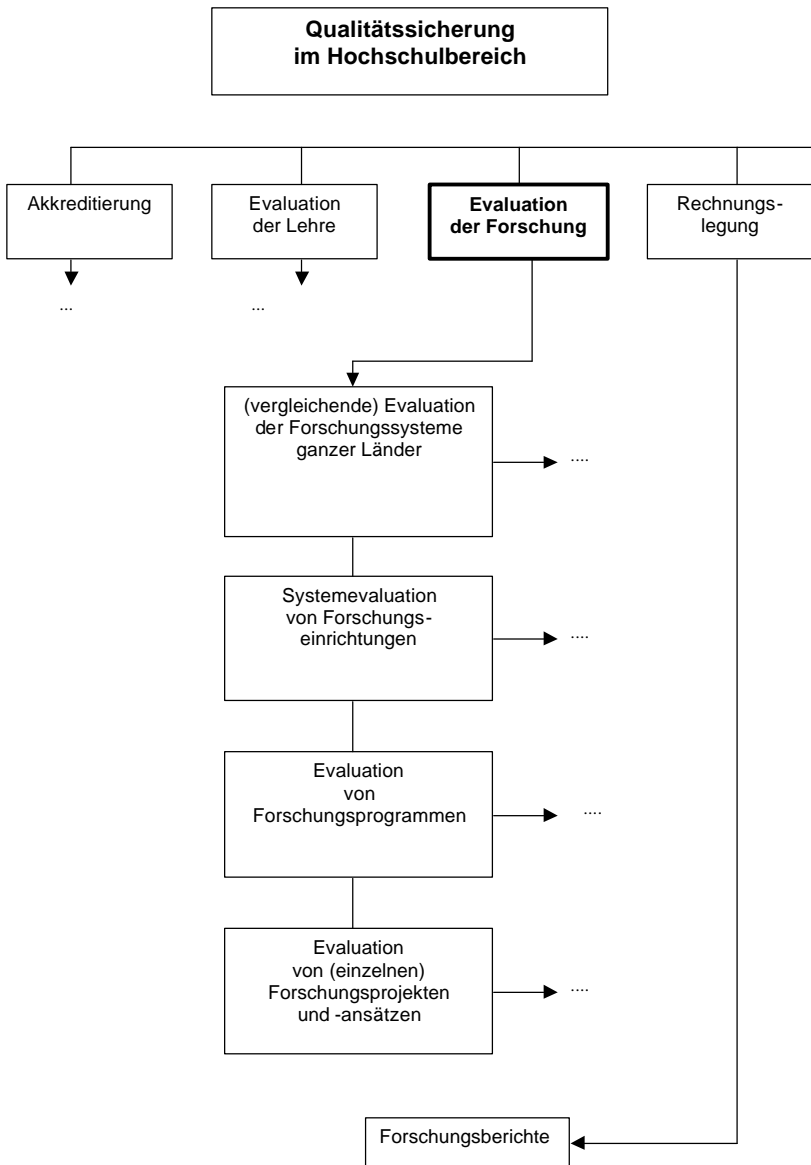 Qualitätssicherung
im Hochschulbereich
Akkreditierung
...
Evaluation
der Lehre
...
Evaluation
der Forschung
Rechnungs-
legung
(vergleichende) Evaluation
der Forschungssysteme
ganzer Länder
....
Systemevaluation
von Forschungs-
einrichtungen
....
Evaluation
von
Forschungsprogrammen
....
Evaluation
von (einzelnen)
Forschungsprojekten
und -ansätzen
....
Forschungsberichte